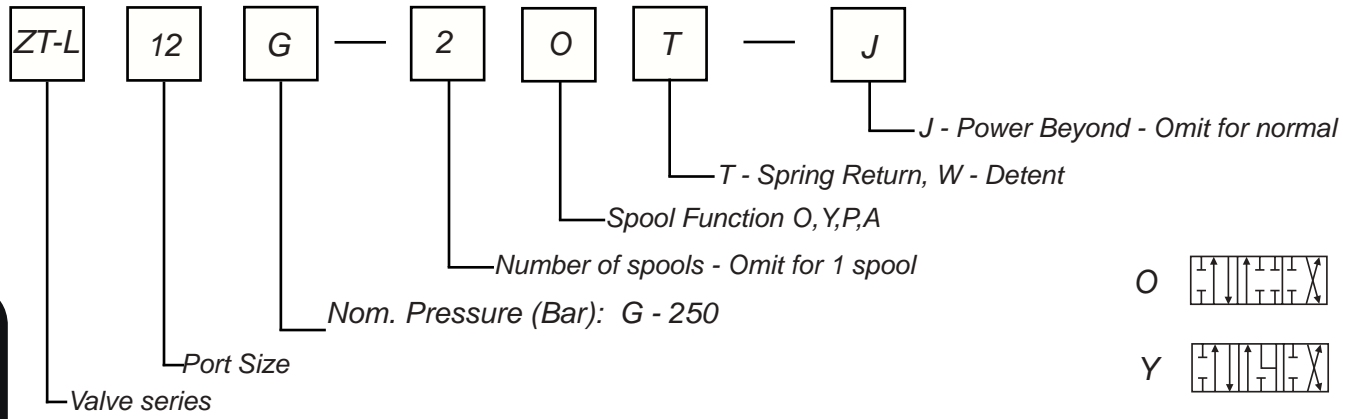 ZT-L 12 G — 2 O T — J
J - Power Beyond - Omit for normal
T - Spring Return, W - Detent
Spool Function O,Y,P,A
Number of spools - Omit for 1 spool
Nom. Pressure (Bar): G - 250
Port Size
Valve series
O
Y